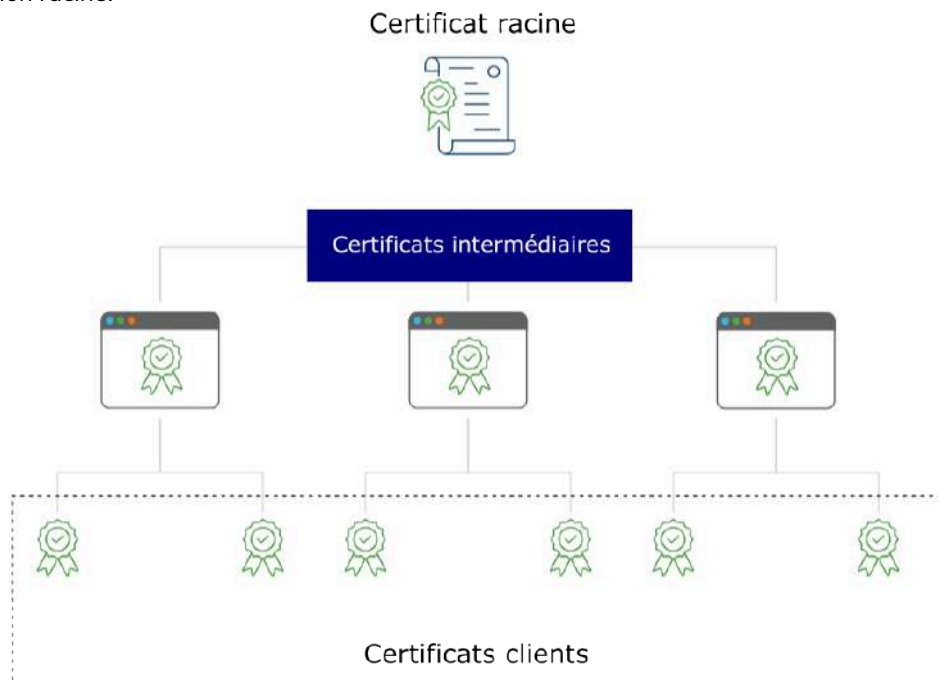 Certificat racine
Certificats intermédiaires
Certificats clients